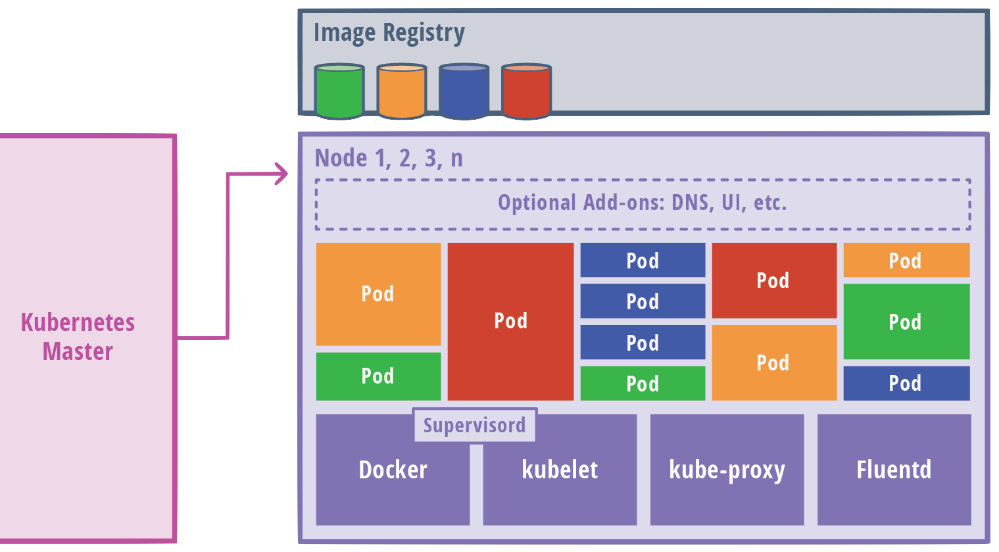 Image Registry
Node 1, 2, 3, n
Optional Add-ons: DNS, UI, etc.
Kubernetes
Master
Pod
Pod
Pod
Pod
Pod
Pod
Pod
Pod
Pod
Pod
Pod
Pod
Supervisord
Docker
kubelet
kube-proxy
Fluentd